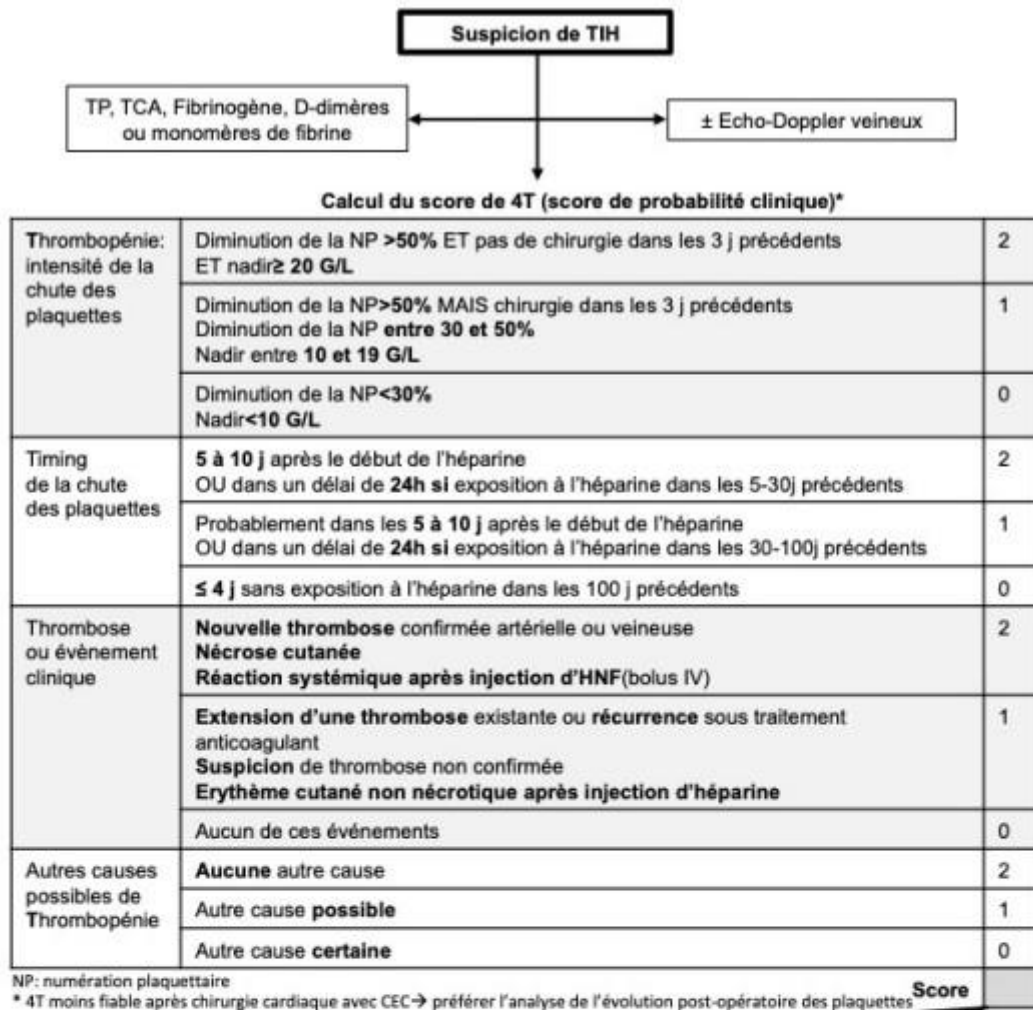 Suspicion de TIH
TP, TCA, Fibrinogène, D-dimères
ou monomères de fibrine
± Echo-Doppler veineux
Calcul du score de 4T (score de probabilité clinique)*
Thrombopénie:
intensité de la
chute des
plaquettes
Diminution de la NP >50% ET pas de chirurgie dans les 3 j précédents
ET nadir≥ 20 G/L
2
Diminution de la NP>50% MAIS chirurgie dans les 3 j précédents
Diminution de la NP entre 30 et 50%
Nadir entre 10 et 19 G/L
1
Diminution de la NP<30%
Nadir<10 G/L
0
Timing
de la chute
des plaquettes
5 à 10 j après le début de l'héparine
OU dans un délai de 24h si exposition à l'héparine dans les 5-30j précédents
2
Probablement dans les 5 à 10 j après le début de l'héparine
OU dans un délai de 24h si exposition à l'héparine dans les 30-100j précédents
1
≤ 4 j sans exposition à l'héparine dans les 100 j précédents
0
Thrombose
ou évènement
clinique
Nouvelle thrombose confirmée artérielle ou veineuse
Nécrose cutanée
Réaction systémique après injection d'HNF(bolus IV)
2
Extension d'une thrombose existante ou récurrence sous traitement
anticoagulant
Suspicion de thrombose non confirmée
Erythème cutané non nécrotique après injection d'héparine
1
Aucun de ces événements
0
Autres causes
possibles de
Thrombopénie
Aucune autre cause
2
Autre cause possible
1
Autre cause certaine
0
NP: numération plaquettaire
* 4T moins fiable après chirurgie cardiaque avec CEC→ préférer l'analyse de l'évolution post-opératoire des plaquettes
Score